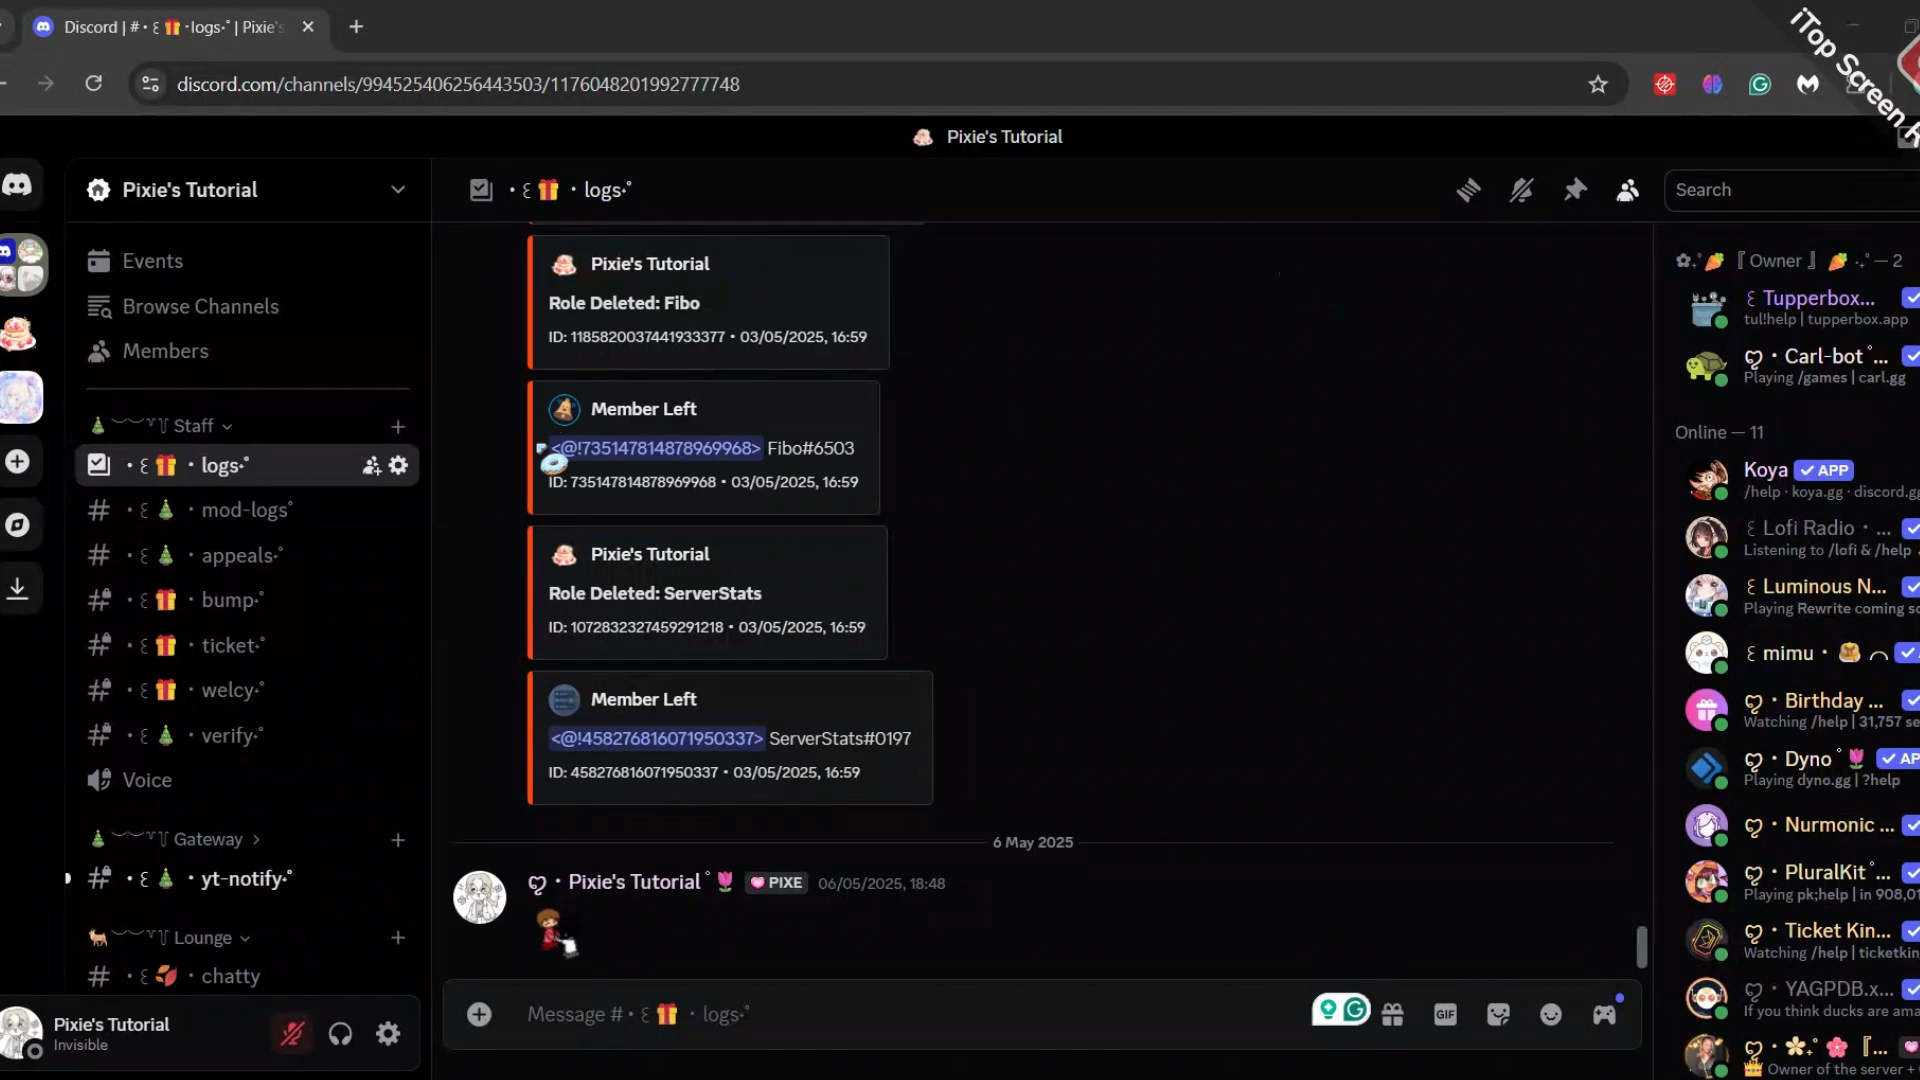 Discord | # • ꒰🎁・logs˖° | Pixie's
discord.com/channels/994525406256443503/1176048201992777748
iTop Screen R
Pixie's Tutorial
Pixie's Tutorial
Events
Browse Channels
Members
Staff
• ꒰🎁・logs˖°
• ꒰🎄・mod-logs˖°
• ꒰🎄・appeals˖°
• ꒰🎁・bump˖°
• ꒰🎁・ticket˖°
• ꒰🎁・welcy˖°
• ꒰🎄・verify˖°
Voice
Gateway
• ꒰🎄・yt-notify˖°
Lounge
• ꒰🍂・chatty
Pixie's Tutorial
Invisible
• ꒰🎁・logs˖°
Search
Pixie's Tutorial
Role Deleted: Fibo
ID: 1185820037441933377 • 03/05/2025, 16:59
Member Left
<@!735147814878969968> Fibo#6503
ID: 735147814878969968 • 03/05/2025, 16:59
Pixie's Tutorial
Role Deleted: ServerStats
ID: 1072832327459291218 • 03/05/2025, 16:59
Member Left
<@!458276816071950337> ServerStats#0197
ID: 458276816071950337 • 03/05/2025, 16:59
6 May 2025
ღ・Pixie's Tutorial˚🌷 PIXE 06/05/2025, 18:48
Message # • ꒰🎁・logs˖°
GIF
✿.˚🥕『Owner』🥕 ‧.˚ — 2
꒰Tupperbox...
tul!help | tupperbox.app
ღ・Carl-bot˚...
Playing /games | carl.gg
Online — 11
Koya ✓ APP
/help · koya.gg · discord.gg
꒰Lofi Radio・...
Listening to /lofi & /help
꒰Luminous N...
Playing Rewrite coming so
꒰mimu・
ღ・Birthday ...
Watching /help | 31,757 se
ღ・Dyno˚🌷 ✓ AP
Playing dyno.gg | ?help
ღ・Nurmonic ...
ღ・PluralKit˚...
Playing pk;help | in 908,01
ღ・Ticket Kin...
Watching /help | ticketkin
ღ・YAGPDB.x...
If you think ducks are ama
ღ・✿.˚🌸『...
👑 Owner of the server +